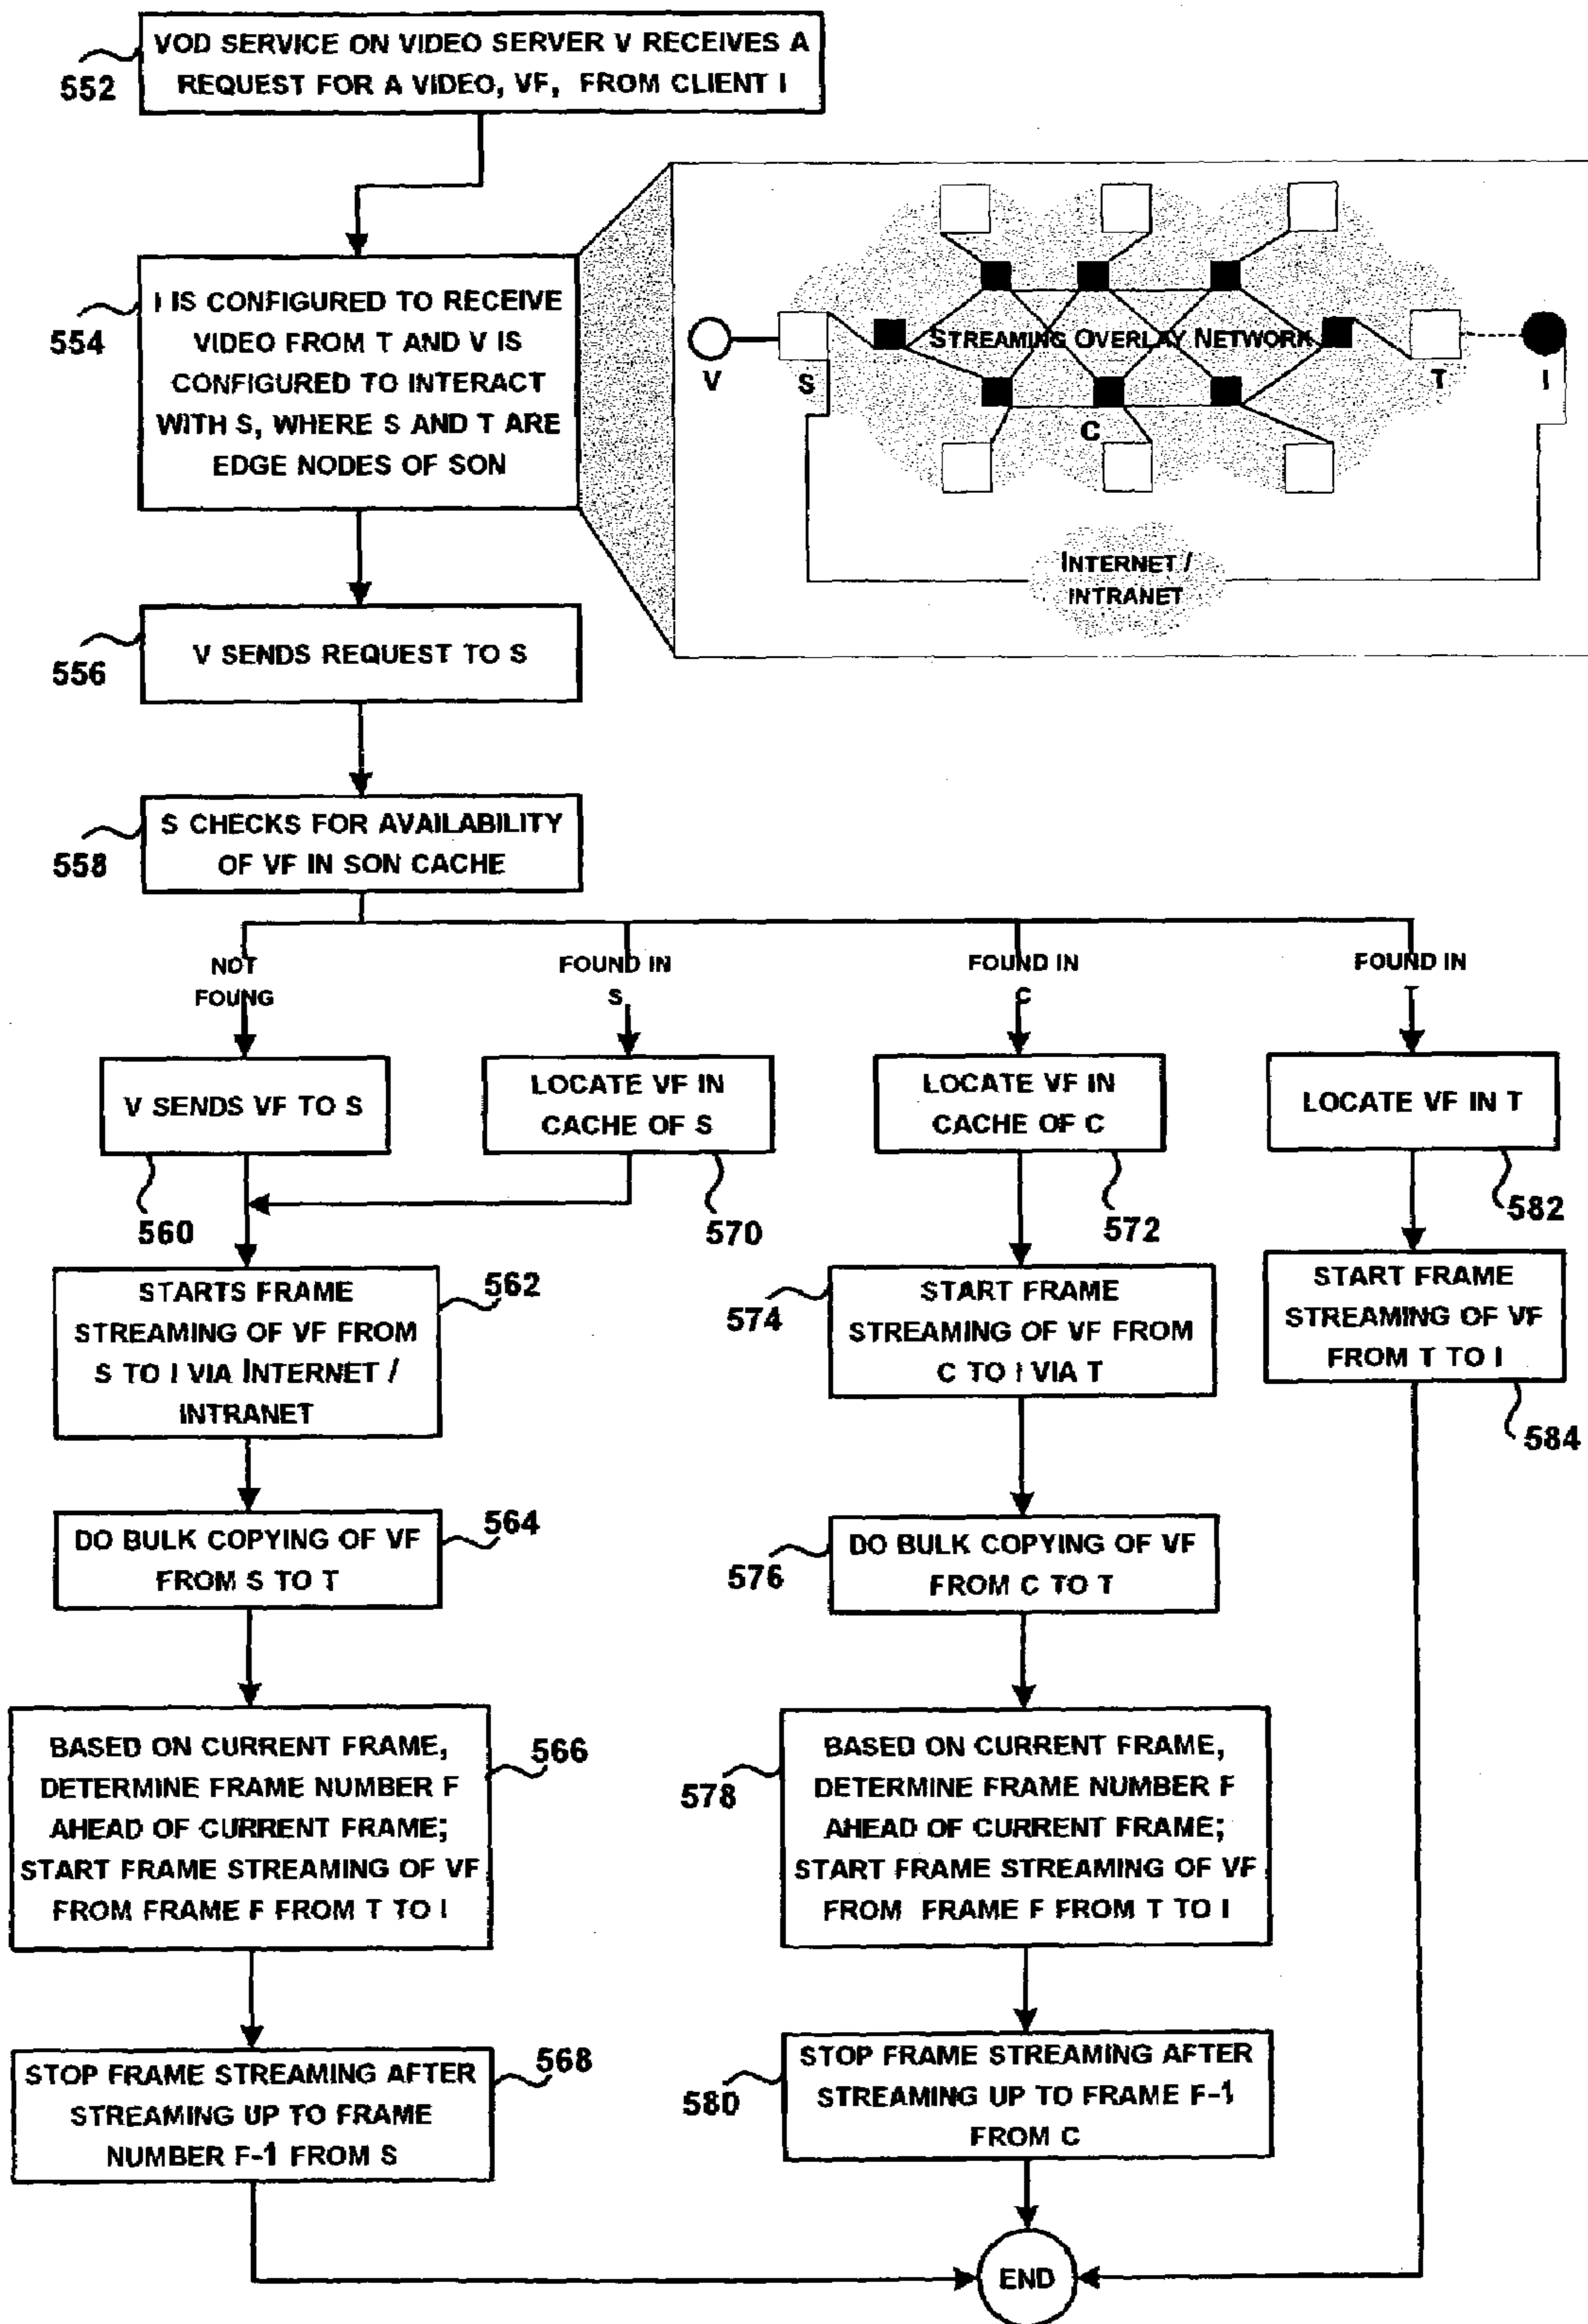 VOD SERVICE ON VIDEO SERVER V RECEIVES A
REQUEST FOR A VIDEO, VF, FROM CLIENT I
552
I IS CONFIGURED TO RECEIVE
VIDEO FROM T AND V IS
CONFIGURED TO INTERACT
WITH S, WHERE S AND T ARE
EDGE NODES OF SON
554
STREAMING OVERLAY NETWORK
V
S
T
I
C
INTERNET /
INTRANET
V SENDS REQUEST TO S
556
S CHECKS FOR AVAILABILITY
OF VF IN SON CACHE
558
NOT
FOUNG
FOUND IN
S
FOUND IN
C
FOUND IN
T
V SENDS VF TO S
560
LOCATE VF IN
CACHE OF S
570
LOCATE VF IN
CACHE OF C
572
LOCATE VF IN T
582
STARTS FRAME
STREAMING OF VF FROM
S TO I VIA INTERNET /
INTRANET
562
START FRAME
STREAMING OF VF FROM
C TO I VIA T
574
START FRAME
STREAMING OF VF
FROM T TO I
584
DO BULK COPYING OF VF
FROM S TO T
564
DO BULK COPYING OF VF
FROM C TO T
576
BASED ON CURRENT FRAME,
DETERMINE FRAME NUMBER F
AHEAD OF CURRENT FRAME;
START FRAME STREAMING OF VF
FROM FRAME F FROM T TO I
566
BASED ON CURRENT FRAME,
DETERMINE FRAME NUMBER F
AHEAD OF CURRENT FRAME;
START FRAME STREAMING OF VF
FROM FRAME F FROM T TO I
578
STOP FRAME STREAMING AFTER
STREAMING UP TO FRAME
NUMBER F-1 FROM S
568
STOP FRAME STREAMING AFTER
STREAMING UP TO FRAME F-1
FROM C
580
END